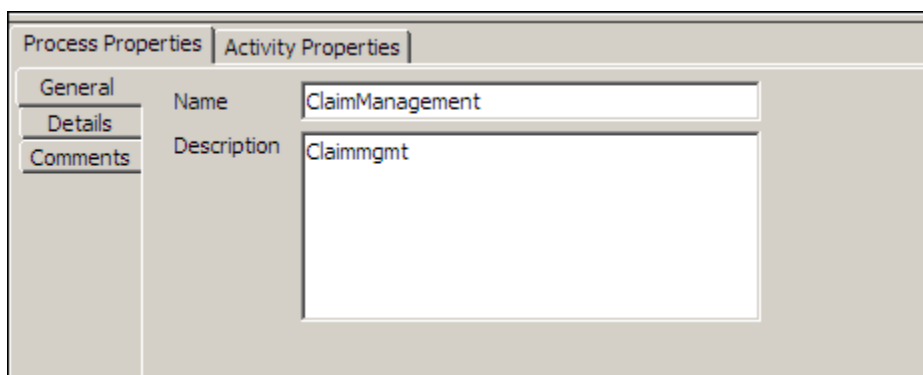 Process Properties Activity Properties
General
Name ClaimManagement
Details
Description Claimmgmt
Comments